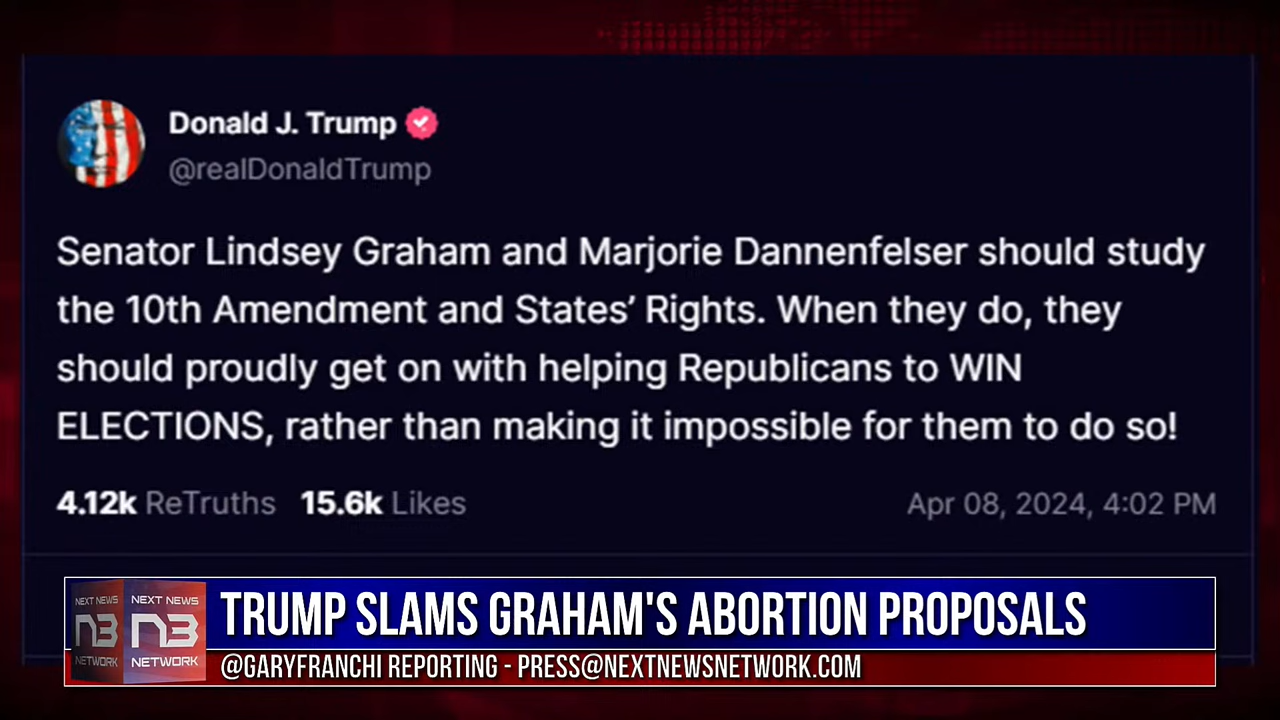 Donald J. Trump
@realDonaldTrump
Senator Lindsey Graham and Marjorie Dannenfelser should study
the 10th Amendment and States’ Rights. When they do, they
should proudly get on with helping Republicans to WIN
ELECTIONS, rather than making it impossible for them to do so!
4.12k ReTruths 15.6k Likes Apr 08, 2024, 4:02 PM
NEXT NEWS NEXT NEWS
N3 N3
NETWORK NETWORK
TRUMP SLAMS GRAHAM'S ABORTION PROPOSALS
@GARYFRANCHI REPORTING - PRESS@NEXTNEWSNETWORK.COM